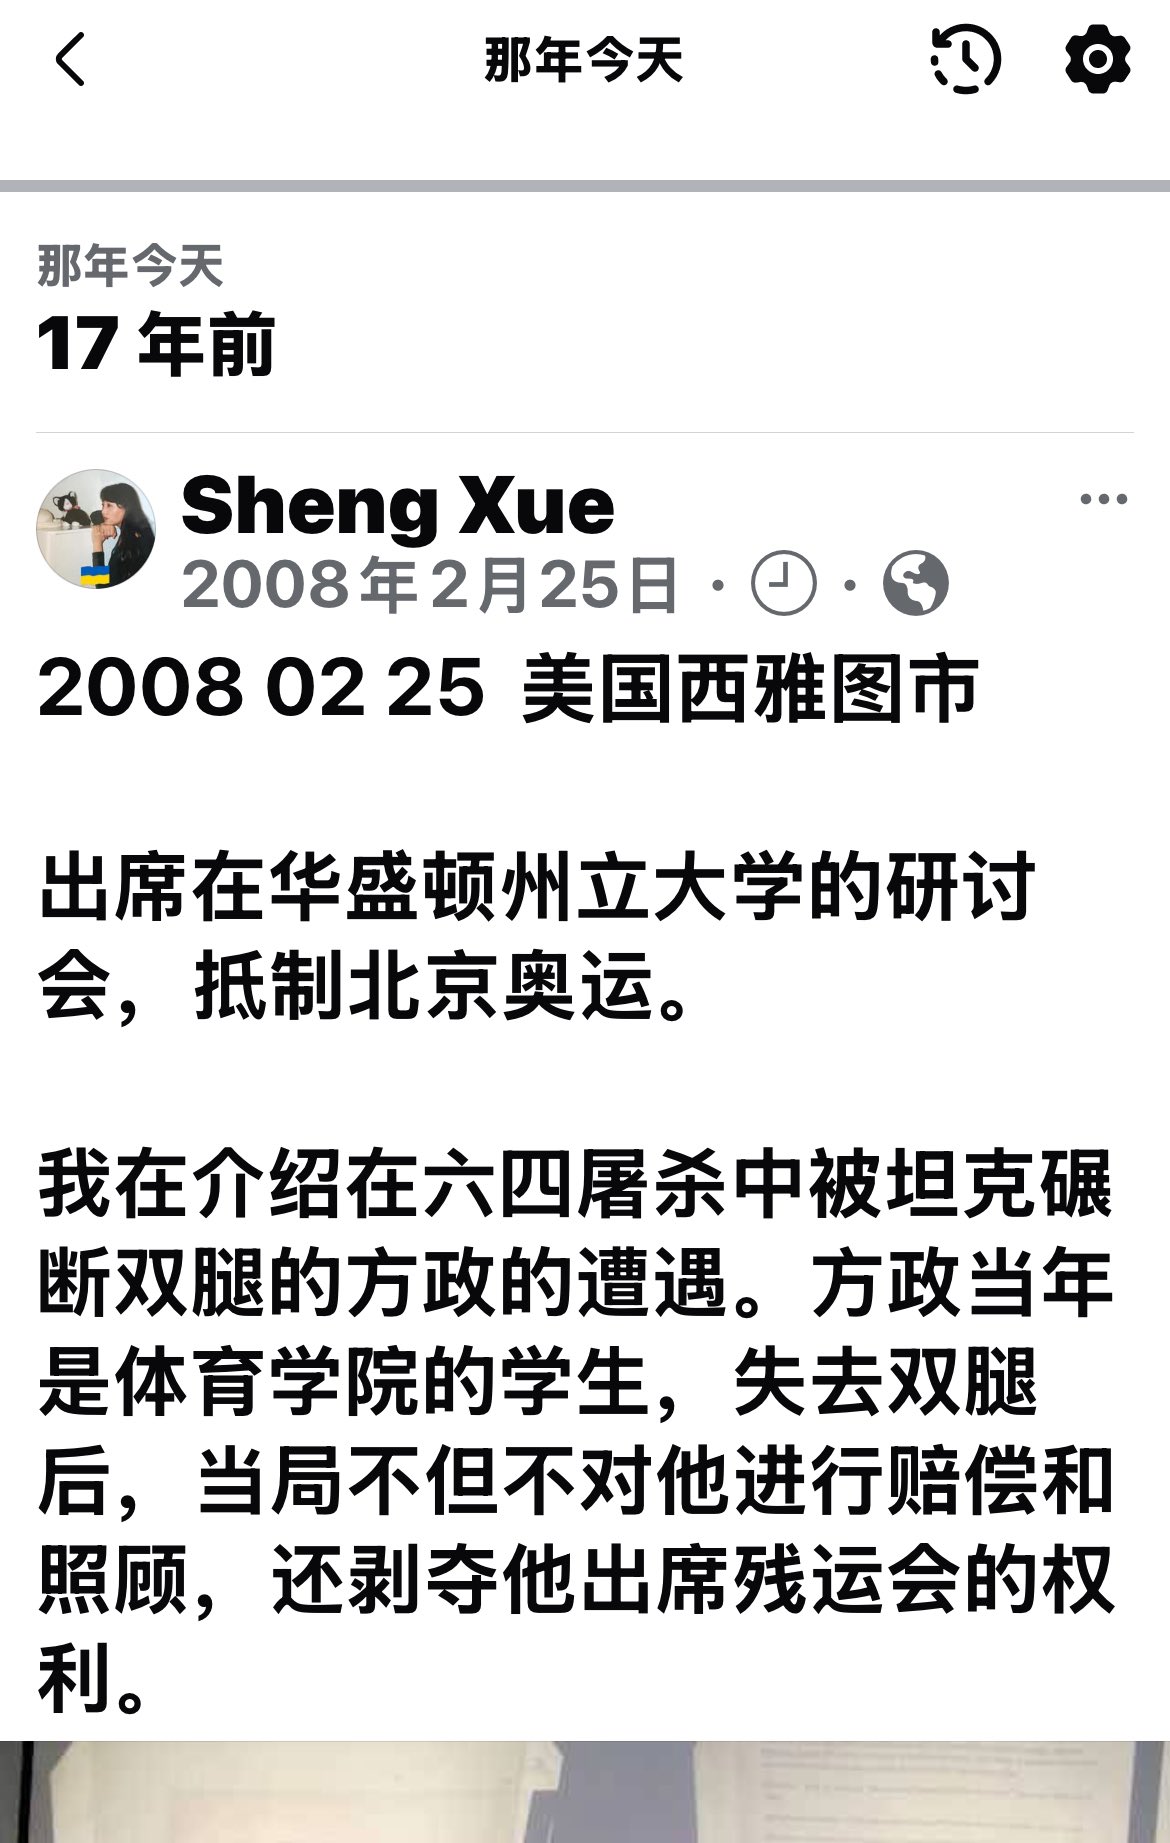 那年今天
那年今天
17 年前
Sheng Xue
2008年2月25日
2008 02 25 美国西雅图市
出席在华盛顿州立大学的研讨
会，抵制北京奥运。
我在介绍在六四屠杀中被坦克碾
断双腿的方政的遭遇。方政当年
是体育学院的学生，失去双腿
后，当局不但不对他进行赔偿和
照顾，还剥夺他出席残运会的权
利。